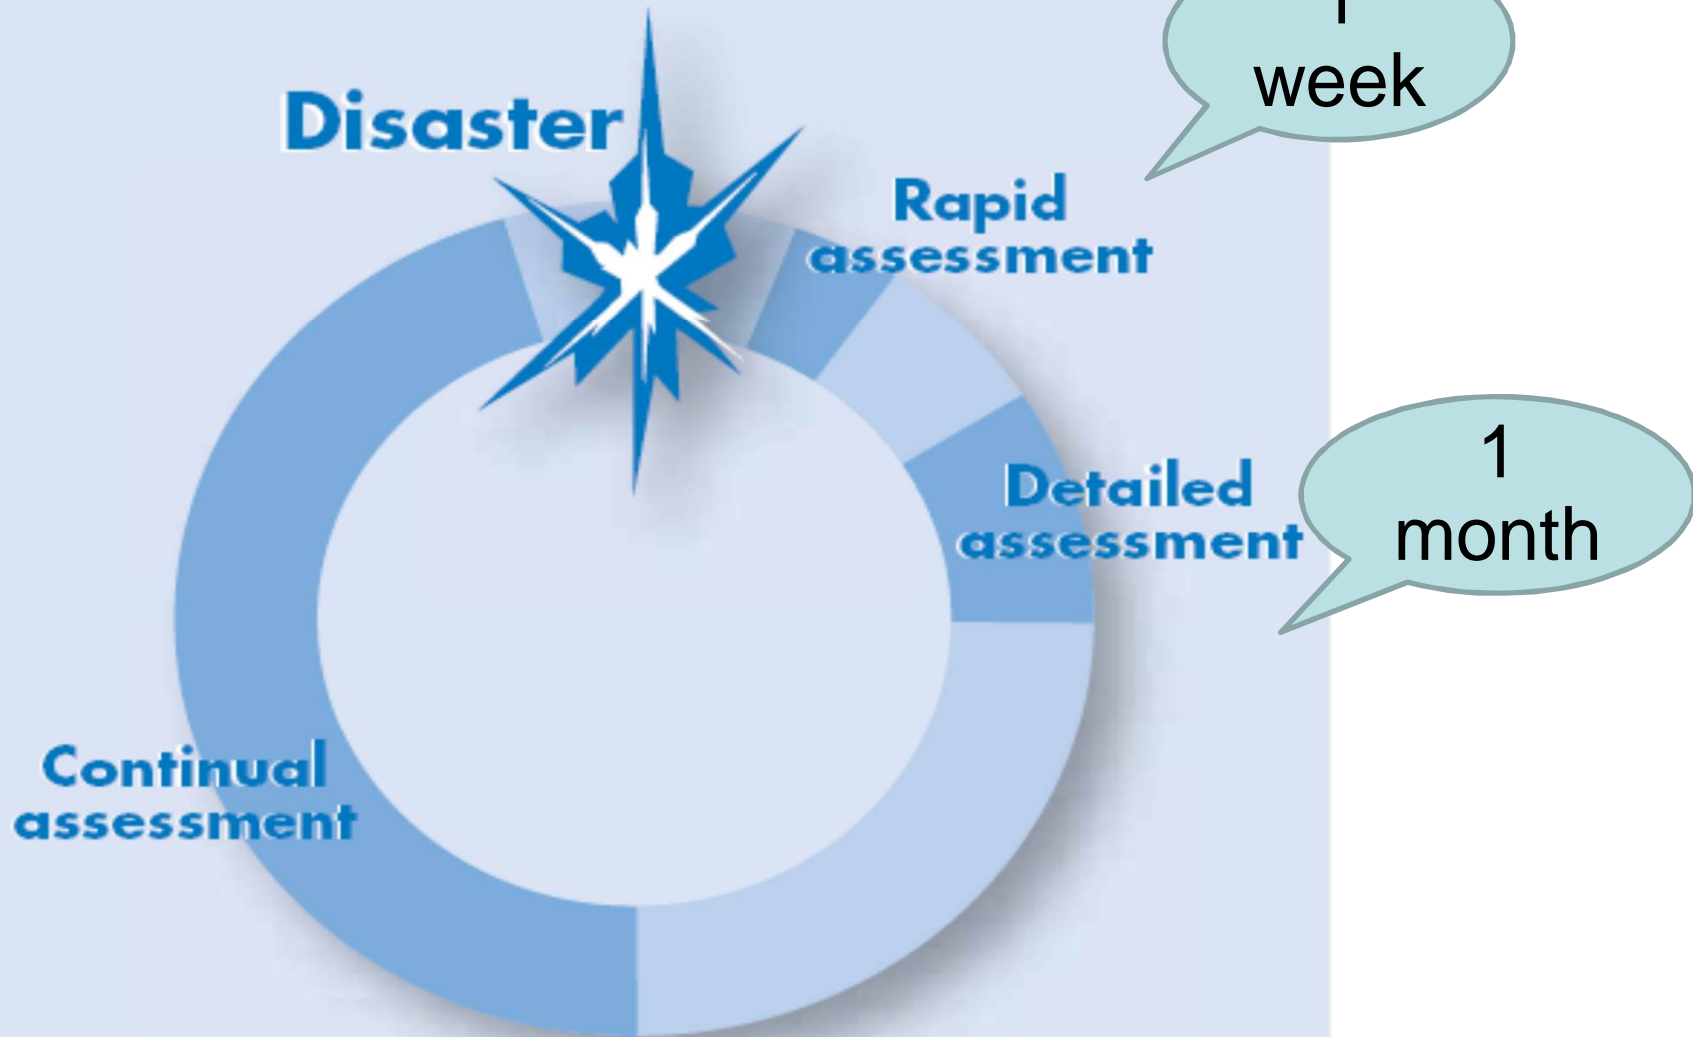 week
Disaster
Rapid
assessment
1
month
Detailed
assessment
Continual
assessment